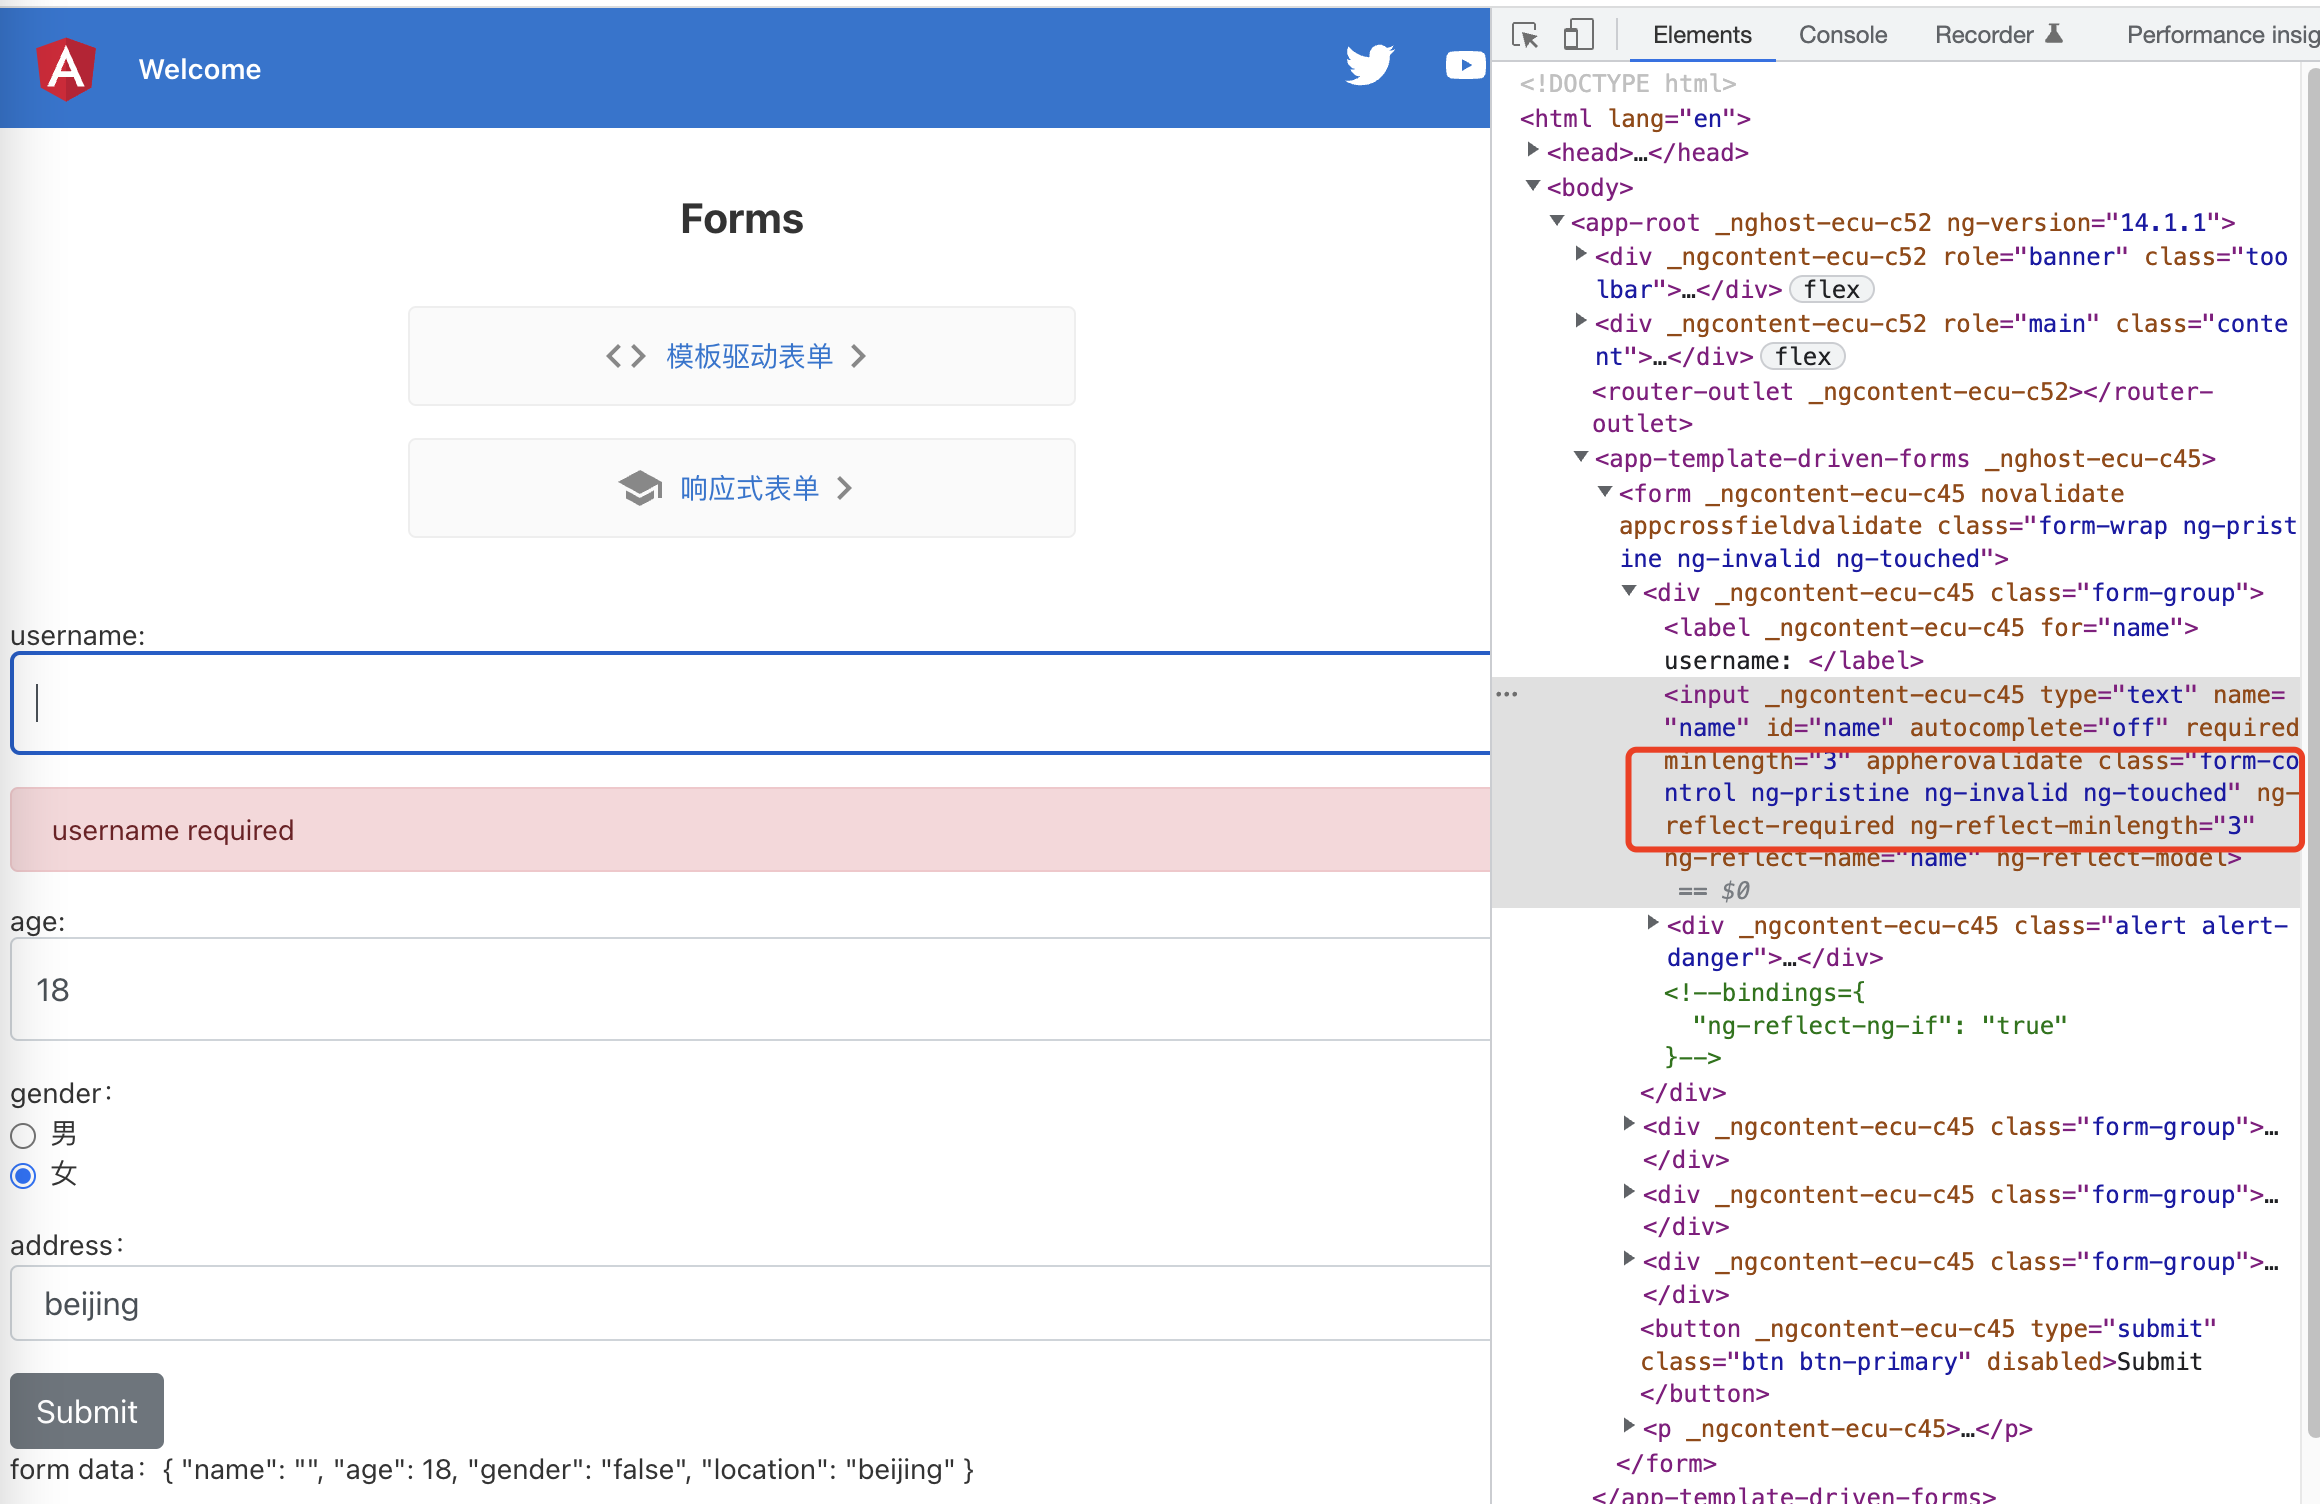 Welcome
Forms
模板驱动表单
响应式表单
username:
username required
age:
18
gender：
男
女
address：
beijing
Submit
form data：{ "name": "", "age": 18, "gender": "false", "location": "beijing" }
Elements Console Recorder Performance insig
<!DOCTYPE html>
<html lang="en">
<head>…</head>
<body>
<app-root _nghost-ecu-c52 ng-version="14.1.1">
<div _ngcontent-ecu-c52 role="banner" class="too
lbar">…</div> flex
<div _ngcontent-ecu-c52 role="main" class="conte
nt">…</div> flex
<router-outlet _ngcontent-ecu-c52></router-
outlet>
<app-template-driven-forms _nghost-ecu-c45>
<form _ngcontent-ecu-c45 novalidate
appcrossfieldvalidate class="form-wrap ng-prist
ine ng-invalid ng-touched">
<div _ngcontent-ecu-c45 class="form-group">
<label _ngcontent-ecu-c45 for="name">
username: </label>
<input _ngcontent-ecu-c45 type="text" name=
"name" id="name" autocomplete="off" required
minlength="3" appherovalidate class="form-co
ntrol ng-pristine ng-invalid ng-touched" ng-
reflect-required ng-reflect-minlength="3"
ng-reflect-name="name" ng-reflect-model>
== $0
<div _ngcontent-ecu-c45 class="alert alert-
danger">…</div>
<!--bindings={
"ng-reflect-ng-if": "true"
}-->
</div>
<div _ngcontent-ecu-c45 class="form-group">…
</div>
<div _ngcontent-ecu-c45 class="form-group">…
</div>
<div _ngcontent-ecu-c45 class="form-group">…
</div>
<button _ngcontent-ecu-c45 type="submit"
class="btn btn-primary" disabled>Submit
</button>
<p _ngcontent-ecu-c45>…</p>
</form>
</app-template-driven-forms>